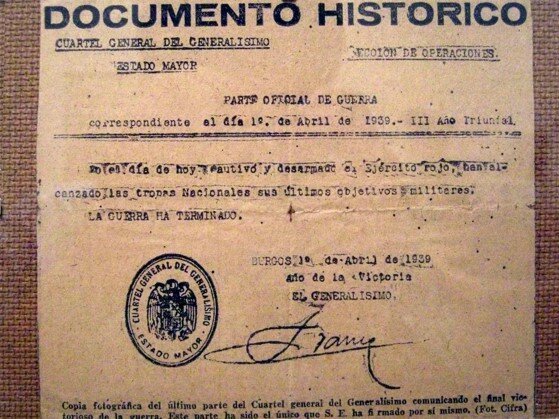 DOCUMENTO HISTORICO
CUARTEL GENERAL DEL GENERALISIMO
SECCION DE OPERACIONES.
ESTADO MAYOR
PARTE OFICIAL DE GUERRA
correspondiente al día 1º. de Abril de 1939.- III Año Triunfal.
En el día de hoy, cautivo y desarmado el Ejército rojo, han al-
canzado las tropas Nacionales sus últimos objetivos militares.
LA GUERRA HA TERMINADO.
BURGOS 1º de Abril de 1939
Año de la Victoria
EL GENERALISIMO.
CUARTEL GENERAL DEL GENERALISIMO
ESTADO MAYOR
Franco
Copia fotográfica del último parte del Cuartel general del Generalísimo comunicando el final vic-
torioso de la guerra. Este parte ha sido el único que S. E. ha firmado por sí mismo. (Fot. Cifra)